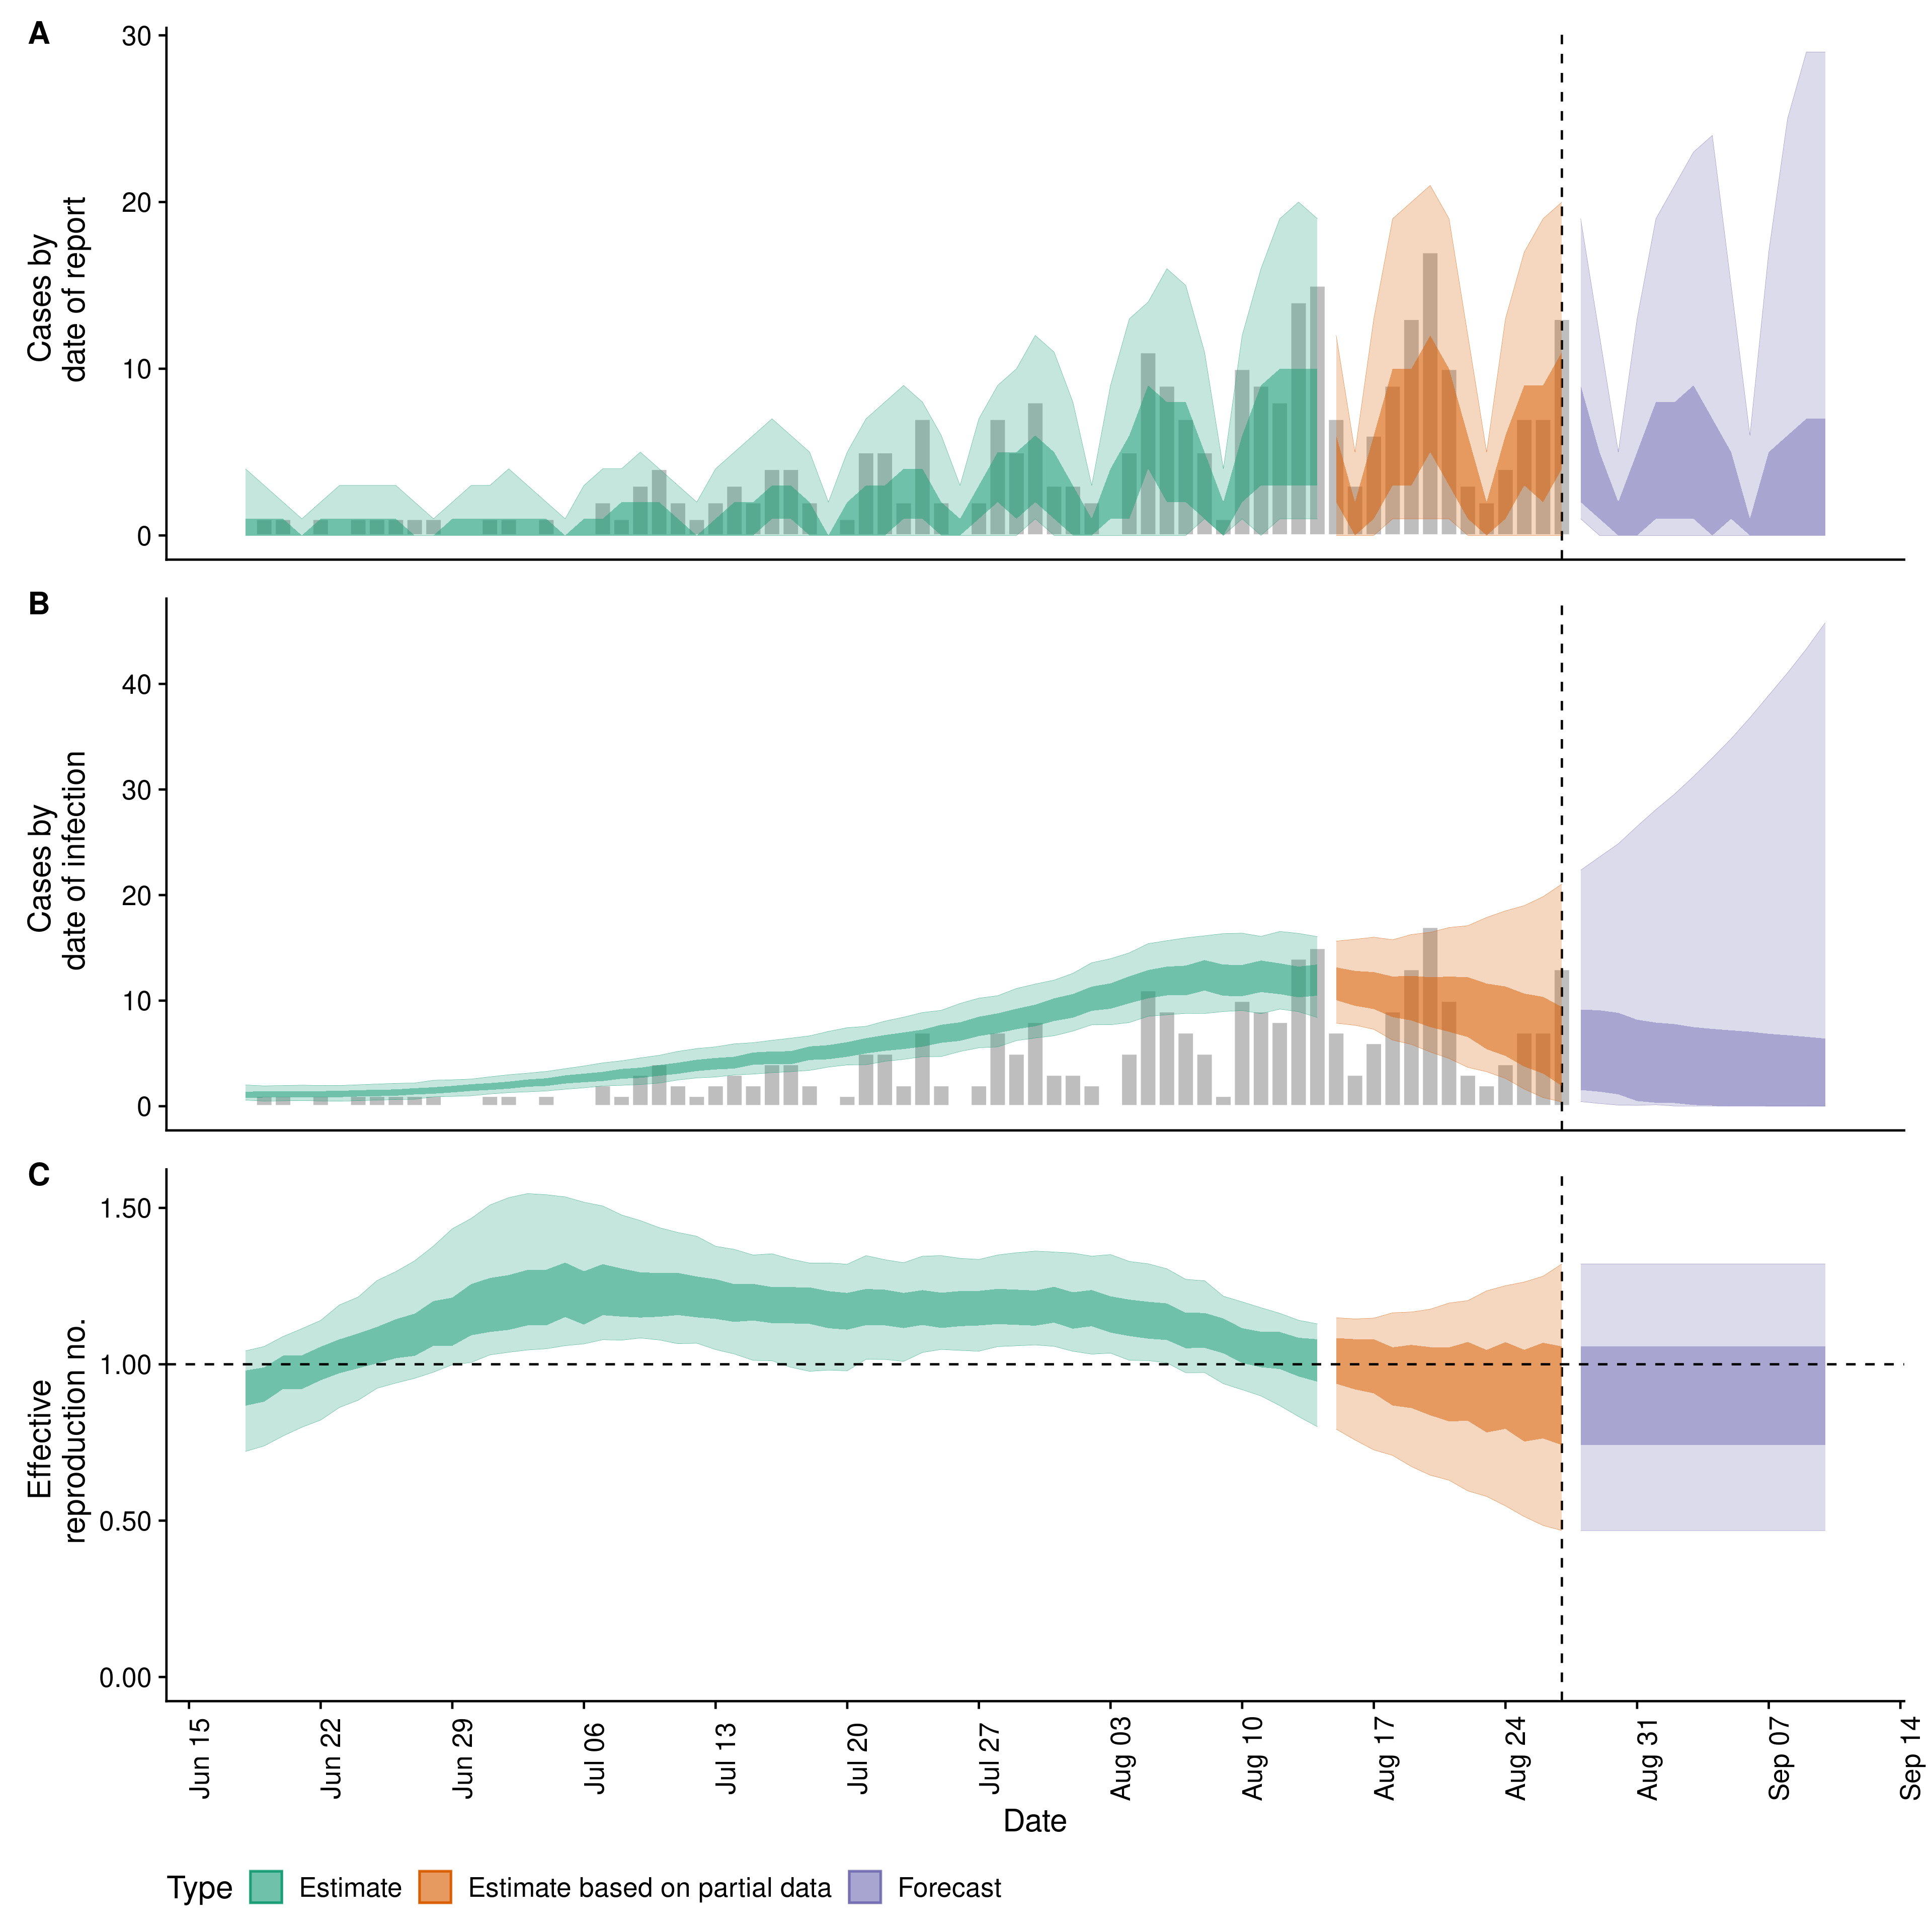 A
Cases by
date of report
30
20
10
0
B
Cases by
date of infection
40
30
20
10
0
C
Effective
reproduction no.
1.50
1.00
0.50
0.00
Jun 15
Jun 22
Jun 29
Jul 06
Jul 13
Jul 20
Jul 27
Aug 03
Aug 10
Aug 17
Aug 24
Aug 31
Sep 07
Sep 14
Date
Type Estimate Estimate based on partial data Forecast